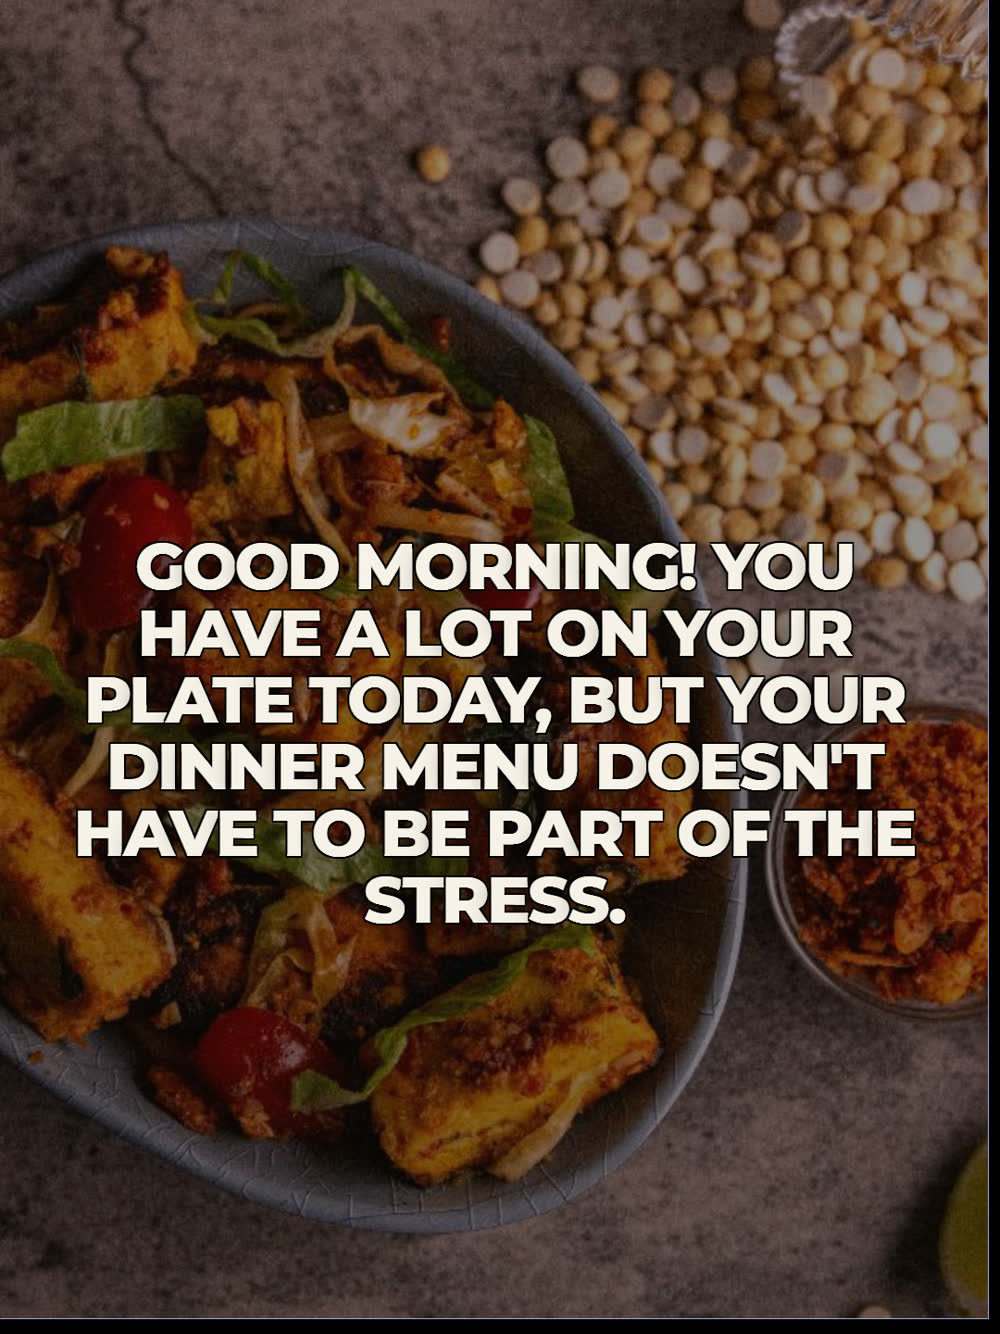 GOOD MORNING! YOU
HAVE A LOT ON YOUR
PLATE TODAY, BUT YOUR
DINNER MENU DOESN'T
HAVE TO BE PART OF THE
STRESS.